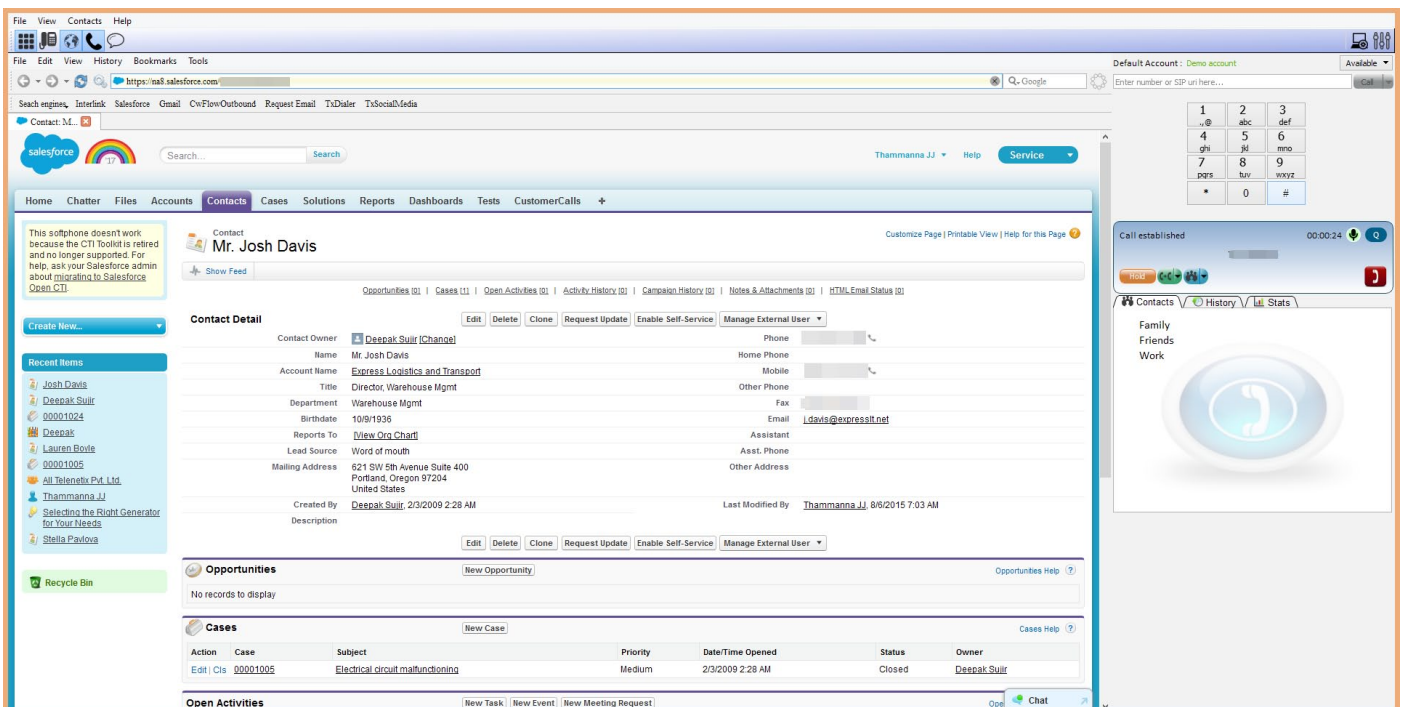 File View Contacts Help
File Edit View History Bookmarks Tools
https://na8.salesforce.com/
Google
Seach engines, Interlink Salesforce Gmail CwFlowOutbound Request Email TxDialer TxSocialMedia
Contact: M...
salesforce '17
Search... Search
Thammanna JJ Help Service
Home Chatter Files Accounts Contacts Cases Solutions Reports Dashboards Tests CustomerCalls +
This softphone doesn't work
because the CTI Toolkit is retired
and no longer supported. For
help, ask your Salesforce admin
about migrating to Salesforce
Open CTI.
Create New...
Recent Items
Josh Davis
Deepak Sujir
00001024
Deepak
Lauren Boyle
00001005
All Telenetix Pvt. Ltd.
Thammanna JJ
Selecting the Right Generator
for Your Needs
Stella Pavlova
Recycle Bin
Contact
Mr. Josh Davis
Customize Page | Printable View | Help for this Page
Show Feed
Opportunities [0] | Cases [1] | Open Activities [0] | Activity History [0] | Campaign History [0] | Notes & Attachments [0] | HTML Email Status [0]
Contact Detail Edit Delete Clone Request Update Enable Self-Service Manage External User
Contact Owner Deepak Sujir [Change] Phone
Name Mr. Josh Davis Home Phone
Account Name Express Logistics and Transport Mobile
Title Director, Warehouse Mgmt Other Phone
Department Warehouse Mgmt Fax
Birthdate 10/9/1936 Email j.davis@expresslt.net
Reports To [View Org Chart] Assistant
Lead Source Word of mouth Asst. Phone
Mailing Address 621 SW 5th Avenue Suite 400 Other Address
Portland, Oregon 97204
United States
Created By Deepak Sujir, 2/3/2009 2:28 AM Last Modified By Thammanna JJ, 8/6/2015 7:03 AM
Description
Edit Delete Clone Request Update Enable Self-Service Manage External User
Opportunities New Opportunity Opportunities Help ?
No records to display
Cases New Case Cases Help ?
Action Case Subject Priority Date/Time Opened Status Owner
Edit | Cls 00001005 Electrical circuit malfunctioning Medium 2/3/2009 2:28 AM Closed Deepak Sujir
Open Activities New Task New Event New Meeting Request Ope
Chat
Default Account : Demo account Available
Enter number or SIP uri here... Call
1 2 3
.,@ abc def
4 5 6
ghi jkl mno
7 8 9
pqrs tuv wxyz
* 0 #
Call established 00:00:24 Q
Hold
Contacts History Stats
Family
Friends
Work